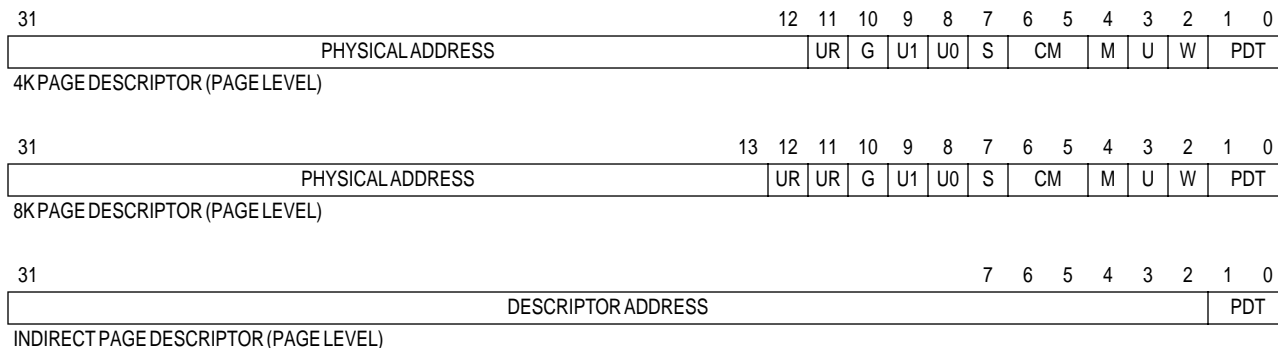 31 12 11 10 9 8 7 6 5 4 3 2 1 0
PHYSICAL ADDRESS UR G U1 U0 S CM M U W PDT
4K PAGE DESCRIPTOR (PAGE LEVEL)
31 13 12 11 10 9 8 7 6 5 4 3 2 1 0
PHYSICAL ADDRESS UR UR G U1 U0 S CM M U W PDT
8K PAGE DESCRIPTOR (PAGE LEVEL)
31 7 6 5 4 3 2 1 0
DESCRIPTOR ADDRESS PDT
INDIRECT PAGE DESCRIPTOR (PAGE LEVEL)